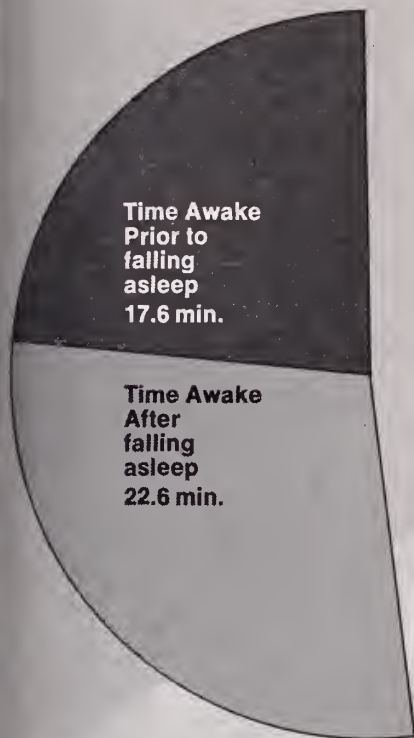 Time Awake
Prior to
falling
asleep
17.6 min.
Time Awake
After
falling
asleep
22.6 min.